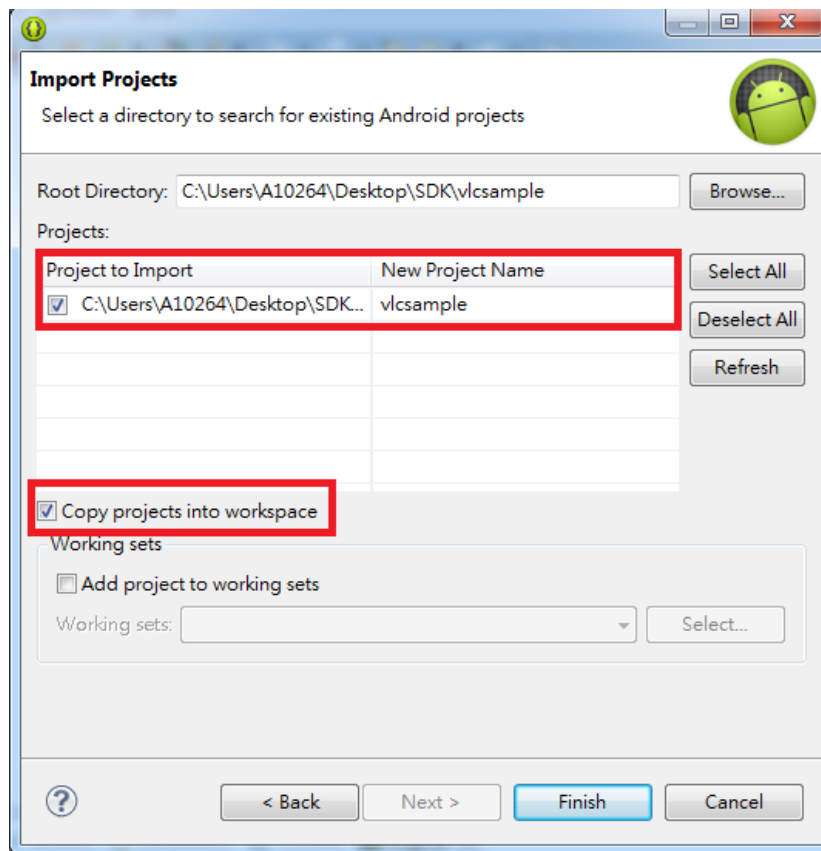 Import Projects
Select a directory to search for existing Android projects
Root Directory: C:\Users\A10264\Desktop\SDK\vlcsample Browse...
Projects:
Project to Import New Project Name Select All
C:\Users\A10264\Desktop\SDK... vlcsample
Deselect All
Refresh
Copy projects into workspace
Working sets
Add project to working sets
Working sets: Select...
? < Back Next > Finish Cancel